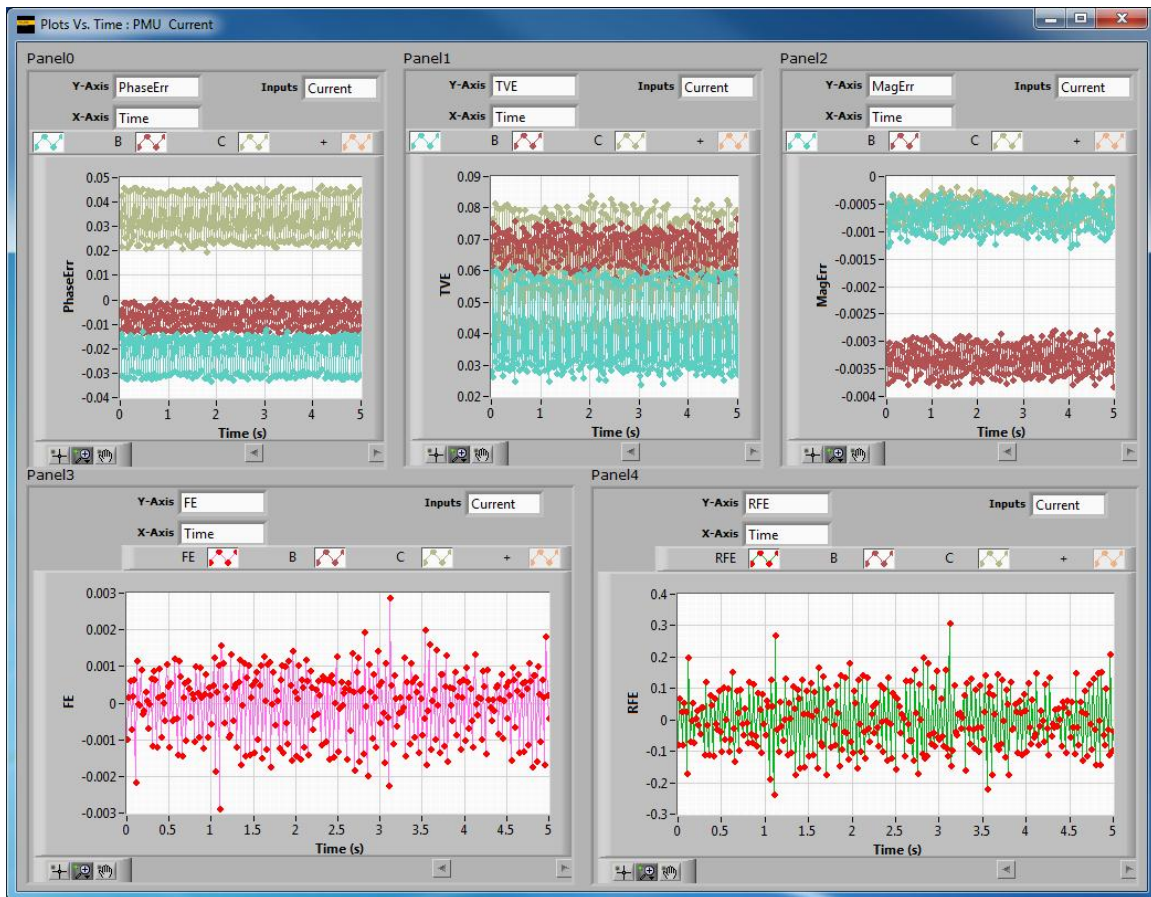 Plots Vs. Time : PMU  Current
Panel0
Y-Axis PhaseErr Inputs Current
X-Axis Time
B C +
0.05
0.04
0.03
0.02
0.01
0
-0.01
-0.02
-0.03
-0.04
PhaseErr
0 1 2 3 4 5
Time (s)
Panel1
Y-Axis TVE Inputs Current
X-Axis Time
B C +
0.09
0.08
0.07
0.06
0.05
0.04
0.03
0.02
TVE
0 1 2 3 4 5
Time (s)
Panel2
Y-Axis MagErr Inputs Current
X-Axis Time
B C +
0
-0.0005
-0.001
-0.0015
-0.002
-0.0025
-0.003
-0.0035
-0.004
MagErr
0 1 2 3 4 5
Time (s)
Panel3
Y-Axis FE Inputs Current
X-Axis Time
FE B C +
0.003
0.002
0.001
0
-0.001
-0.002
-0.003
FE
0 0.5 1 1.5 2 2.5 3 3.5 4 4.5 5
Time (s)
Panel4
Y-Axis RFE Inputs Current
X-Axis Time
RFE B C +
0.4
0.3
0.2
0.1
0
-0.1
-0.2
-0.3
RFE
0 0.5 1 1.5 2 2.5 3 3.5 4 4.5 5
Time (s)